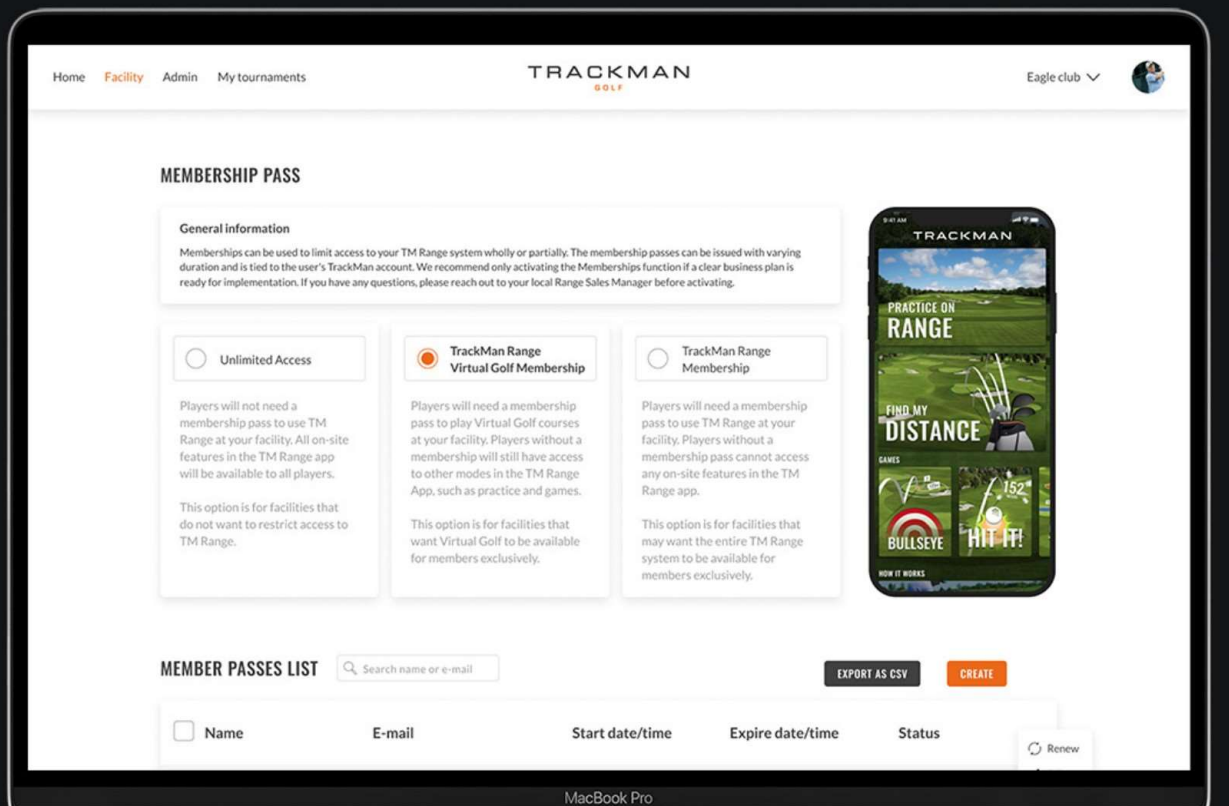 Home Facility Admin My tournaments
TRACKMAN
GOLF
Eagle club
MEMBERSHIP PASS
General information
Memberships can be used to limit access to your TM Range system wholly or partially. The membership passes can be issued with varying
duration and is tied to the user's TrackMan account. We recommend only activating the Memberships function if a clear business plan is
ready for implementation. If you have any questions, please reach out to your local Range Sales Manager before activating.
Unlimited Access
Players will not need a
membership pass to use TM
Range at your facility. All on-site
features in the TM Range app
will be available to all players.
This option is for facilities that
do not want to restrict access to
TM Range.
TrackMan Range
Virtual Golf Membership
Players will need a membership
pass to play Virtual Golf courses
at your facility. Players without a
membership will still have access
to other modes in the TM Range
App, such as practice and games.
This option is for facilities that
want Virtual Golf to be available
for members exclusively.
TrackMan Range
Membership
Players will need a membership
pass to use TM Range at your
facility. Players without a
membership pass cannot access
any on-site features in the TM
Range app.
This option is for facilities that
may want the entire TM Range
system to be available for
members exclusively.
9:41 AM
TRACKMAN
PRACTICE ON
RANGE
FIND MY
DISTANCE
GAMES
BULLSEYE
152
HIT IT!
HOW IT WORKS
MEMBER PASSES LIST
Search name or e-mail
EXPORT AS CSV
CREATE
Name E-mail Start date/time Expire date/time Status
Renew
MacBook Pro